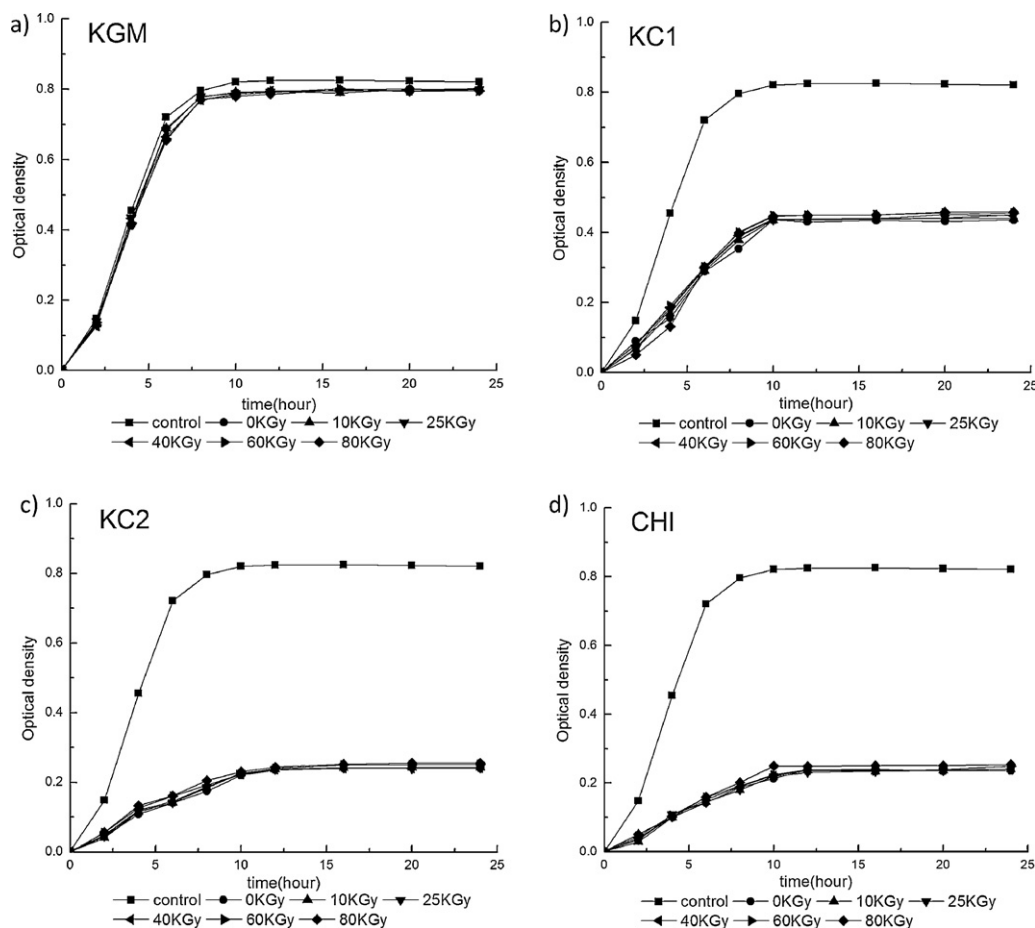 a) KGM
1.0
0.8
0.6
0.4
0.2
0.0
Optical density
0 5 10 15 20 25
time(hour)
control 0KGy 10KGy 25KGy
40KGy 60KGy 80KGy
b) KC1
1.0
0.8
0.6
0.4
0.2
0.0
Optical density
0 5 10 15 20 25
time(hour)
control 0KGy 10KGy 25KGy
40KGy 60KGy 80KGy
c) KC2
1.0
0.8
0.6
0.4
0.2
0.0
Optical density
0 5 10 15 20 25
time(hour)
control 0KGy 10KGy 25KGy
40KGy 60KGy 80KGy
d) CHI
1.0
0.8
0.6
0.4
0.2
0.0
Optical density
0 5 10 15 20 25
time(hour)
control 0KGy 10KGy 25KGy
40KGy 60KGy 80KGy